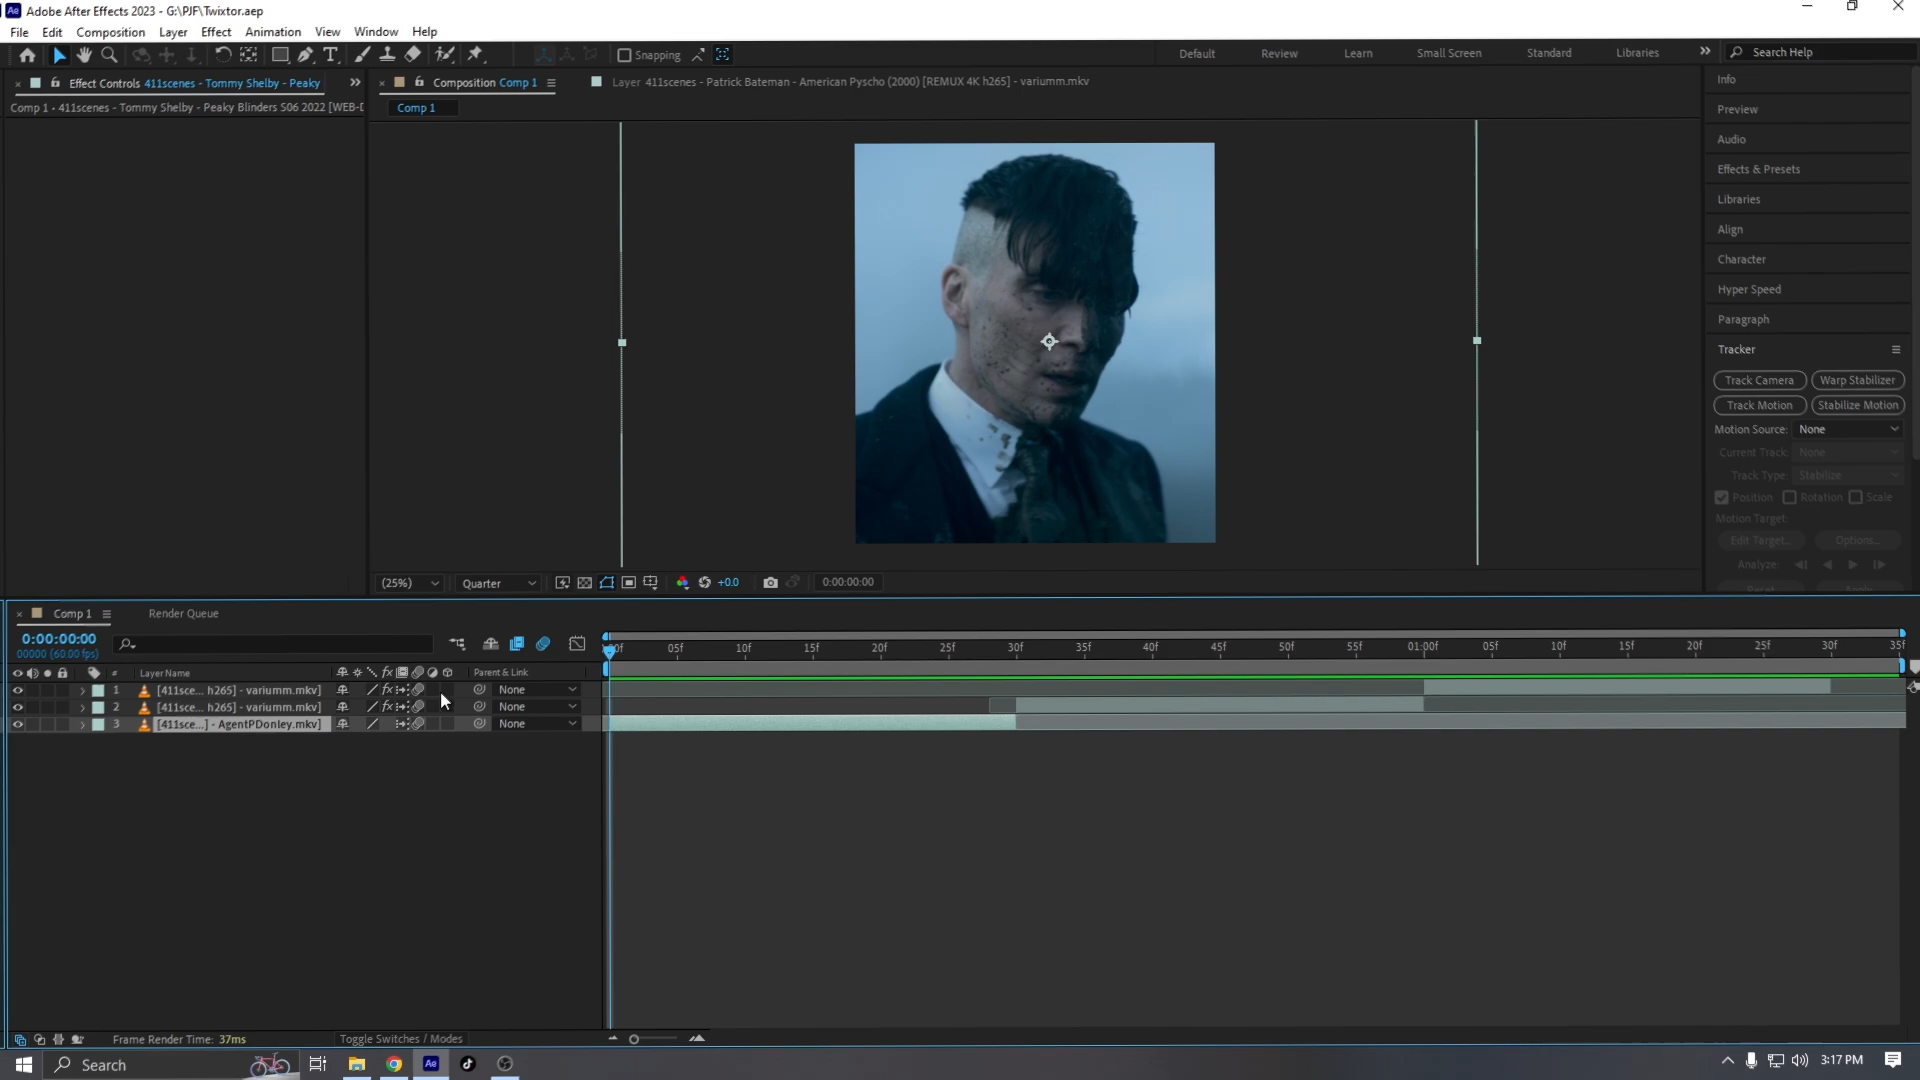 Ae Adobe After Effects 2023 - G:\PJF\Twixtor.aep
File Edit Composition Layer Effect Animation View Window Help
Snapping
Default Review Learn Small Screen Standard Libraries
Search Help
Effect Controls 411scenes - Tommy Shelby - Peaky
Composition Comp 1
Layer 411scenes - Patrick Bateman - American Pyscho (2000) [REMUX 4K h265] - variumm.mkv
Comp 1 • 411scenes - Tommy Shelby - Peaky Blinders S06 2022 [WEB-D
Comp 1
Info
Preview
Audio
Effects & Presets
Libraries
Align
Character
Hyper Speed
Paragraph
Tracker
Track Camera Warp Stabilizer
Track Motion Stabilize Motion
Motion Source: None
Current Track: None
Track Type: Stabilize
Position Rotation Scale
Motion Target:
Edit Target... Options...
Analyze:
Reset Apply
(25%) Quarter +0.0 0:00:00:00
Comp 1 Render Queue
0:00:00:00
00000 (60.00 fps)
05f 10f 15f 20f 25f 30f 35f 40f 45f 50f 55f 01:00f 05f 10f 15f 20f 25f 30f 35f
# Layer Name fx Parent & Link
1 [411sce... h265] - variumm.mkv] fx None
2 [411sce... h265] - variumm.mkv] fx None
3 [411sce...] - AgentPDonley.mkv] None
Frame Render Time: 37ms Toggle Switches / Modes
Search Ae 3:17 PM